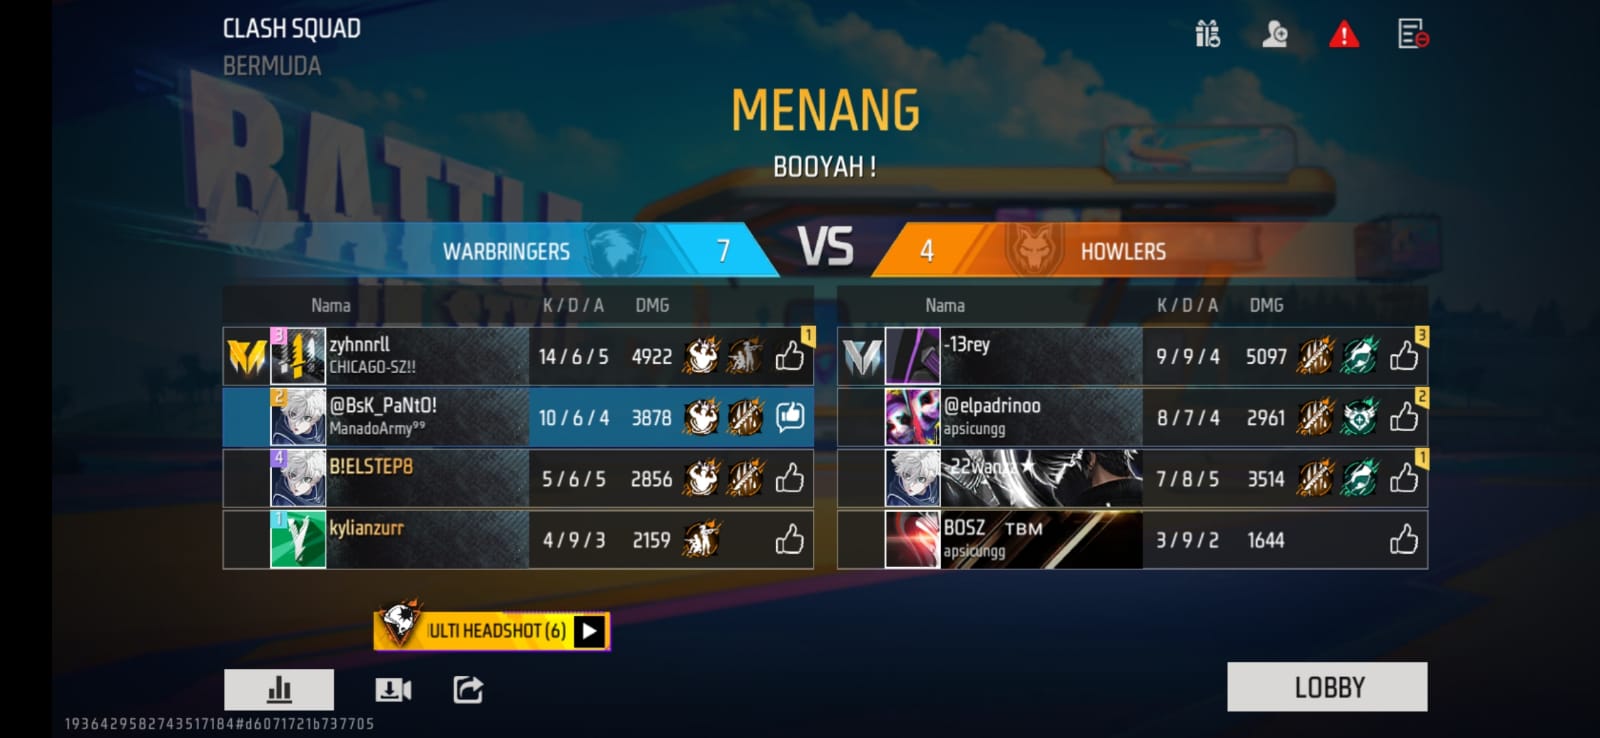 CLASH SQUAD
BERMUDA
MENANG
BOOYAH !
WARBRINGERS 7 VS 4 HOWLERS
Nama K / D / A DMG
3 zyhnnrll 14 / 6 / 5 4922 1
CHICAGO-SZ!!
2 @BsK_PaNtO! 10 / 6 / 4 3878
ManadoArmy⁹⁹
4 B!ELSTEP8 5 / 6 / 5 2856
1 kylianzurr 4 / 9 / 3 2159
Nama K / D / A DMG
-13rey 9 / 9 / 4 5097 3
@elpadrinoo 8 / 7 / 4 2961 2
apsicungg
7 / 8 / 5 3514 1
BOSZ TBM 3 / 9 / 2 1644
apsicungg
ULTI HEADSHOT (6)
LOBBY
1936429582743517184#d6071721b737705